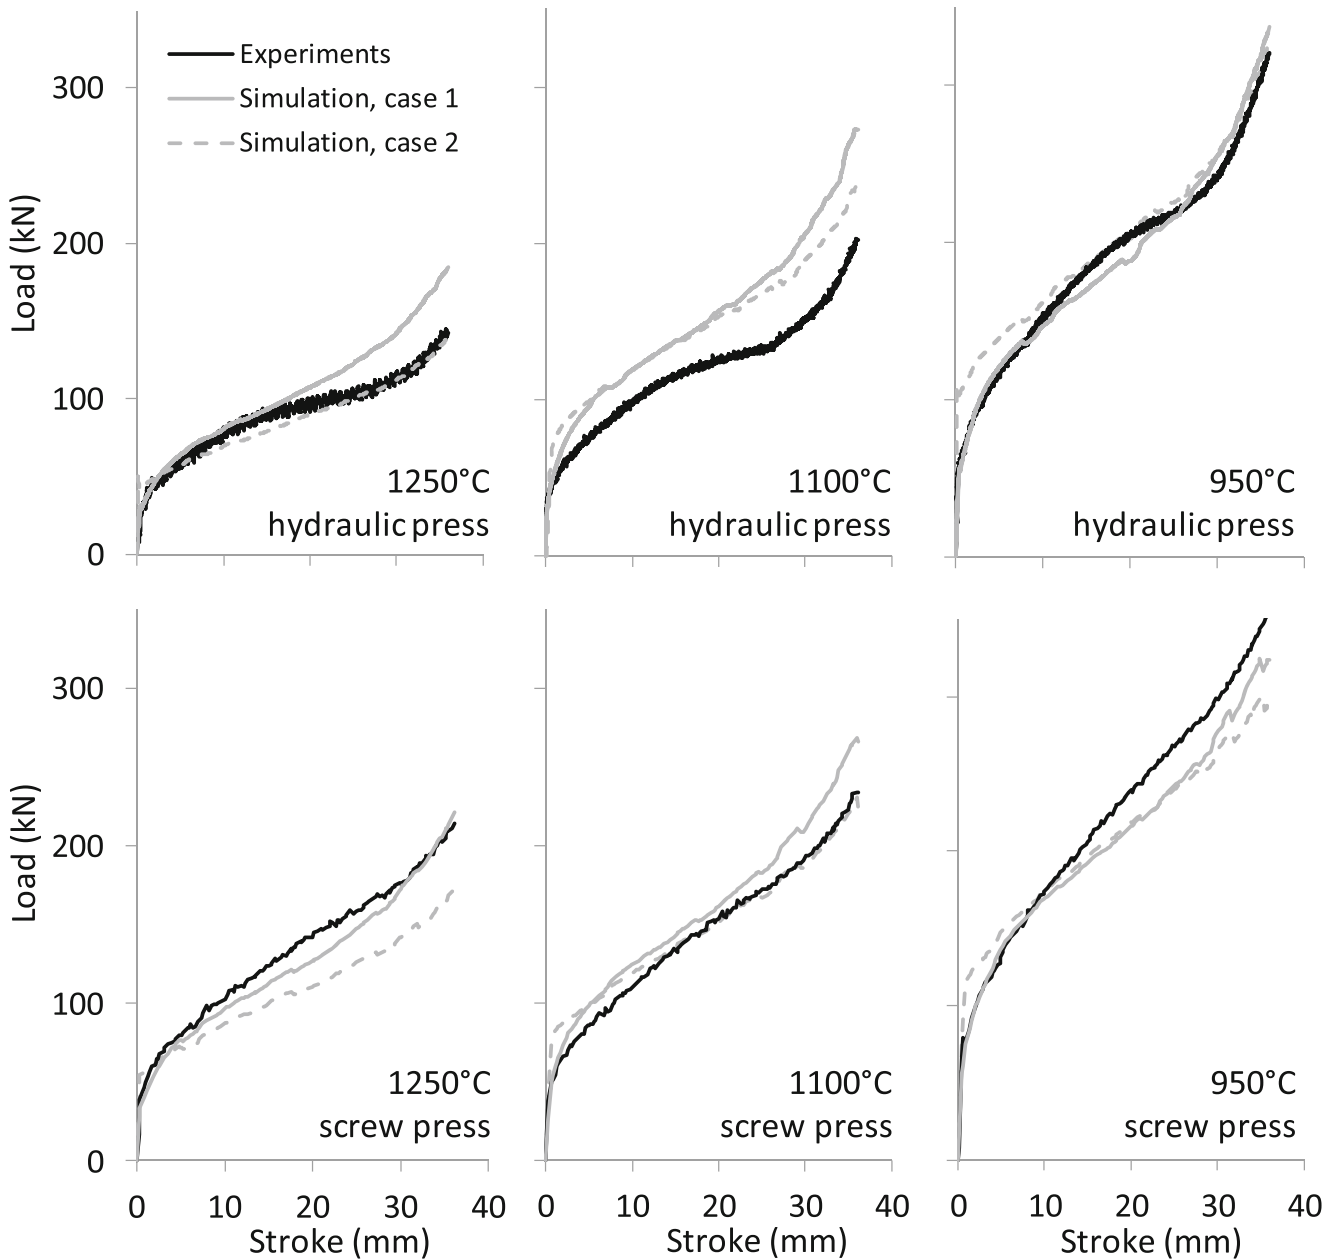 Experiments
Simulation, case 1
Simulation, case 2
300
200
100
0
Load (kN)
1250°C
hydraulic press
1100°C
hydraulic press
950°C
hydraulic press
300
200
100
0
Load (kN)
1250°C
screw press
1100°C
screw press
950°C
screw press
0 10 20 30 40
0 10 20 30 40
0 10 20 30 40
Stroke (mm)
Stroke (mm)
Stroke (mm)